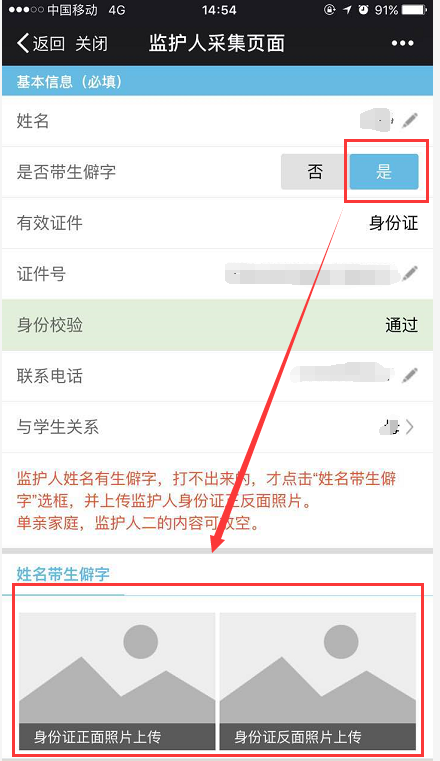 中国移动 4G 14:54 91%
返回 关闭 监护人采集页面
基本信息（必填）
姓名
是否带生僻字 否 是
有效证件 身份证
证件号
身份校验 通过
联系电话
与学生关系
监护人姓名有生僻字，打不出来的，才点击“姓名带生僻
字”选框，并上传监护人身份证正反面照片。
单亲家庭，监护人二的内容可放空。
姓名带生僻字
身份证正面照片上传 身份证反面照片上传